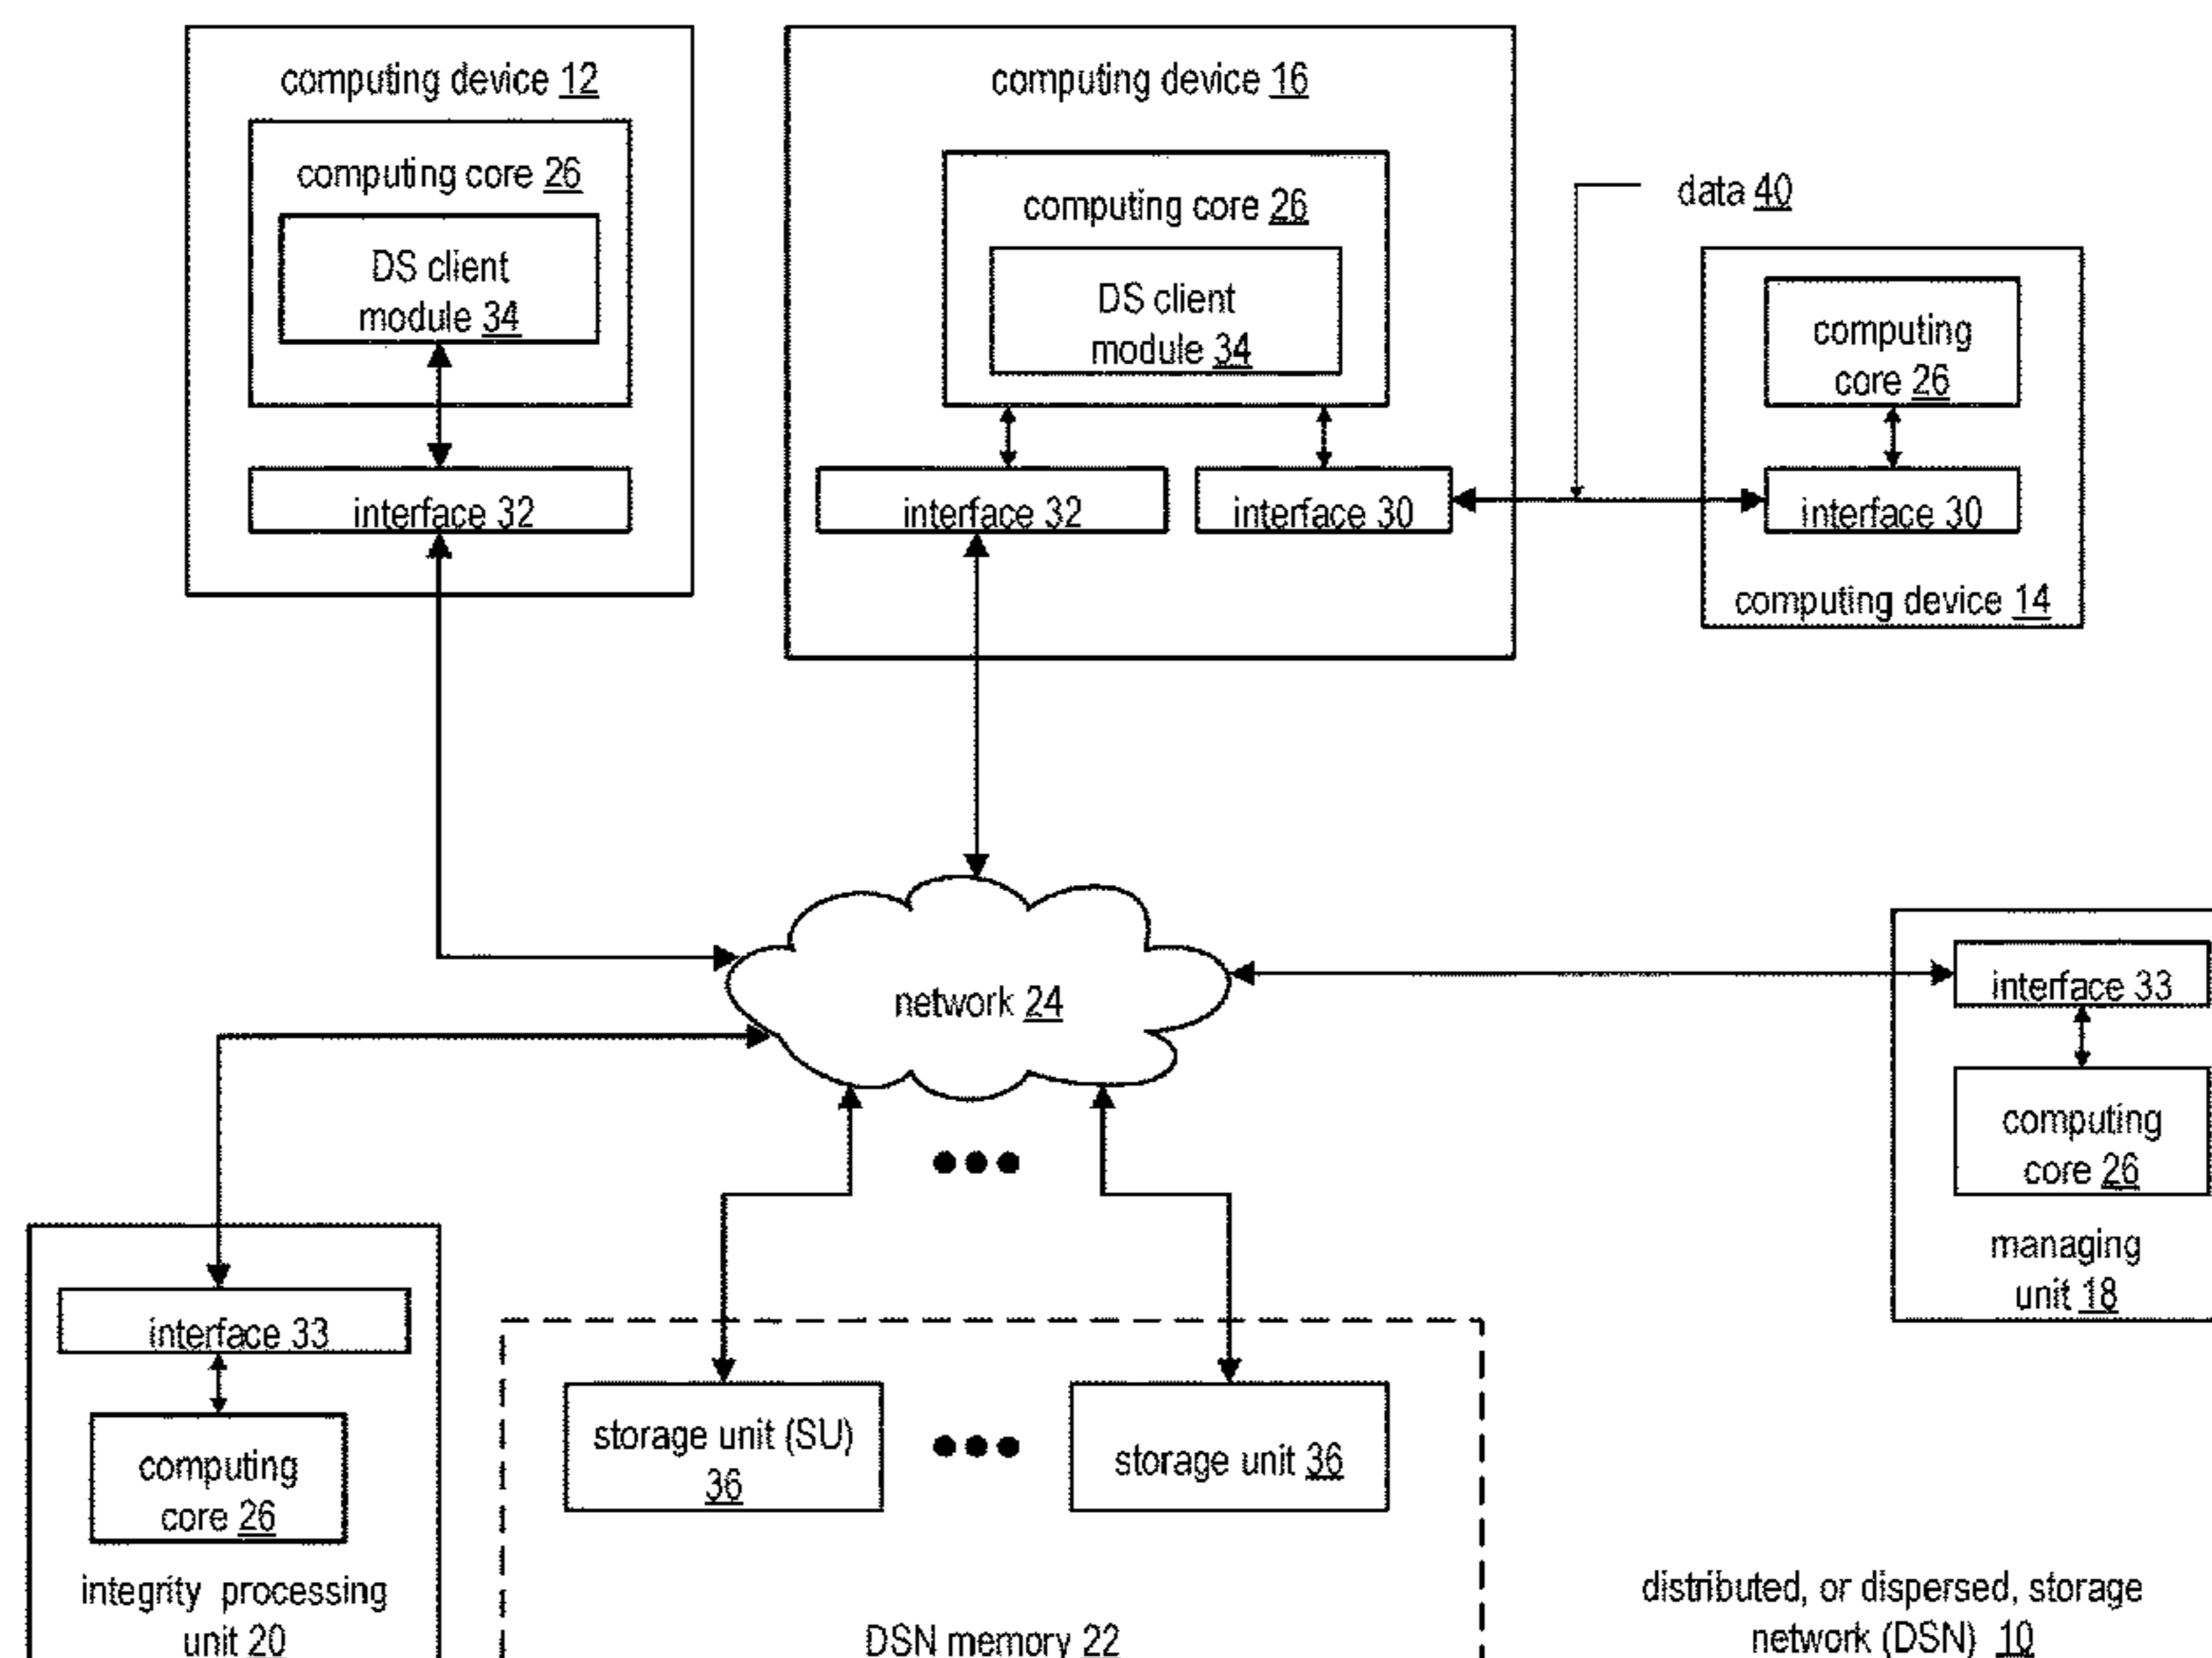 computing device 12
computing core 26
DS client
module 34
interface 32
computing device 16
computing core 26
DS client
module 34
interface 32
interface 30
data 40
computing
core 26
interface 30
computing device 14
network 24
interface 33
computing
core 26
managing
unit 18
interface 33
computing
core 26
integrity processing
unit 20
storage unit (SU)
36
storage unit 36
DSN memory 22
distributed, or dispersed, storage
network (DSN) 10